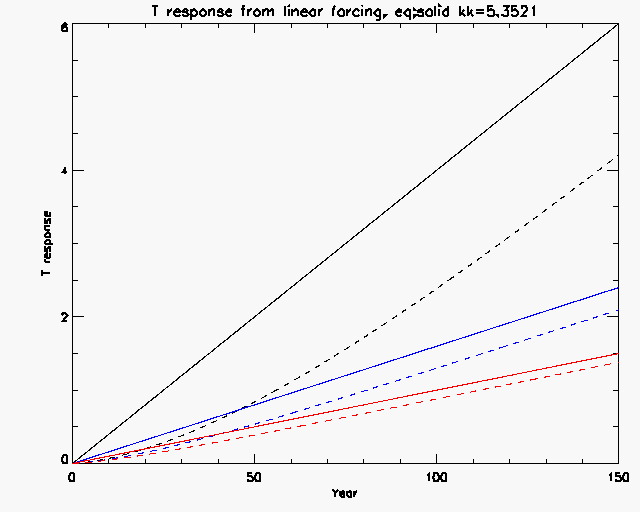 T response from linear forcing, eq;solid kk=5.3521
6
4
2
0
T response
0 50 100 150
Year